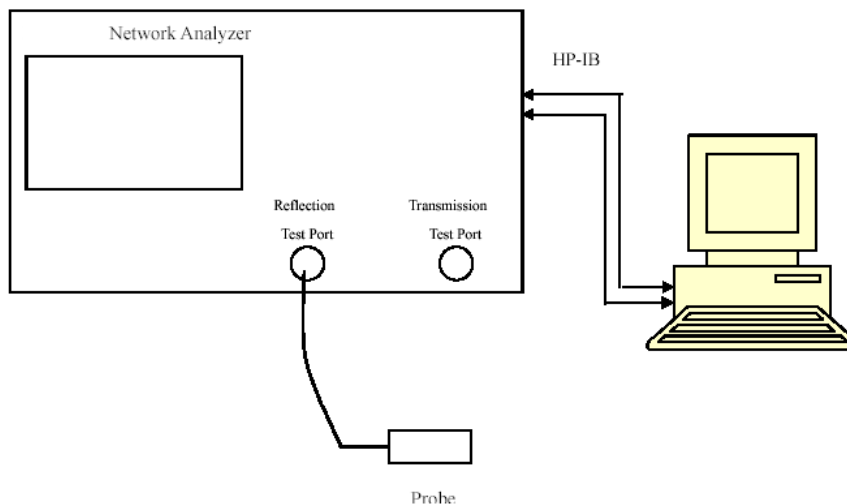 Network Analyzer
HP-IB
Reflection
Test Port
Transmission
Test Port
Probe